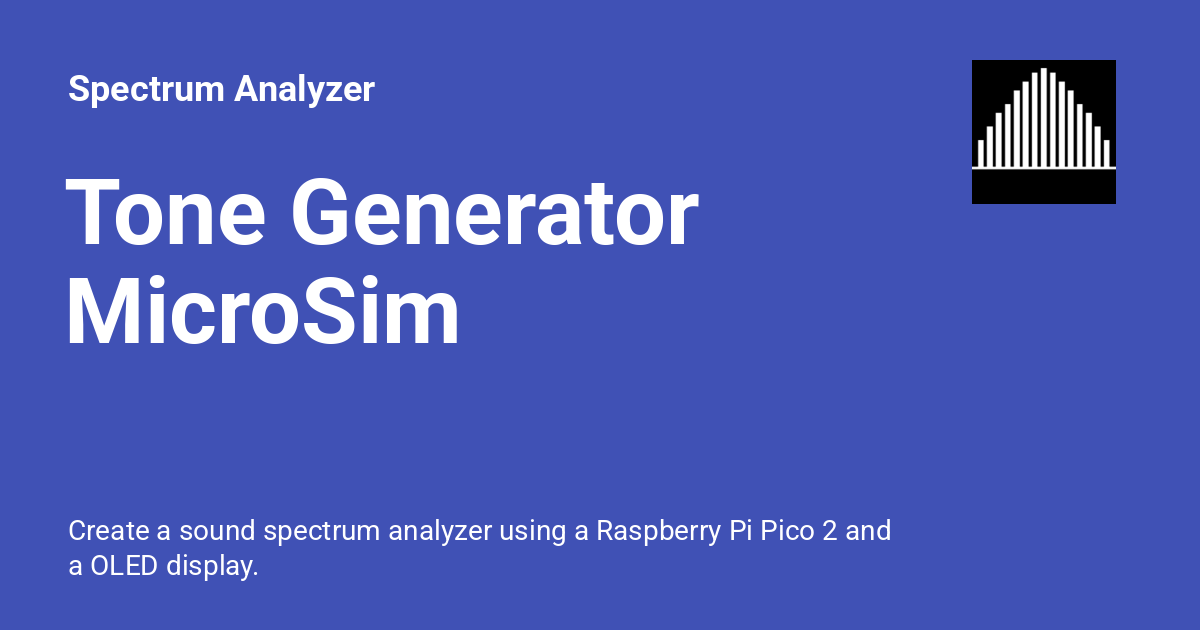 Spectrum Analyzer
Tone Generator
MicroSim
Create a sound spectrum analyzer using a Raspberry Pi Pico 2 and
a OLED display.